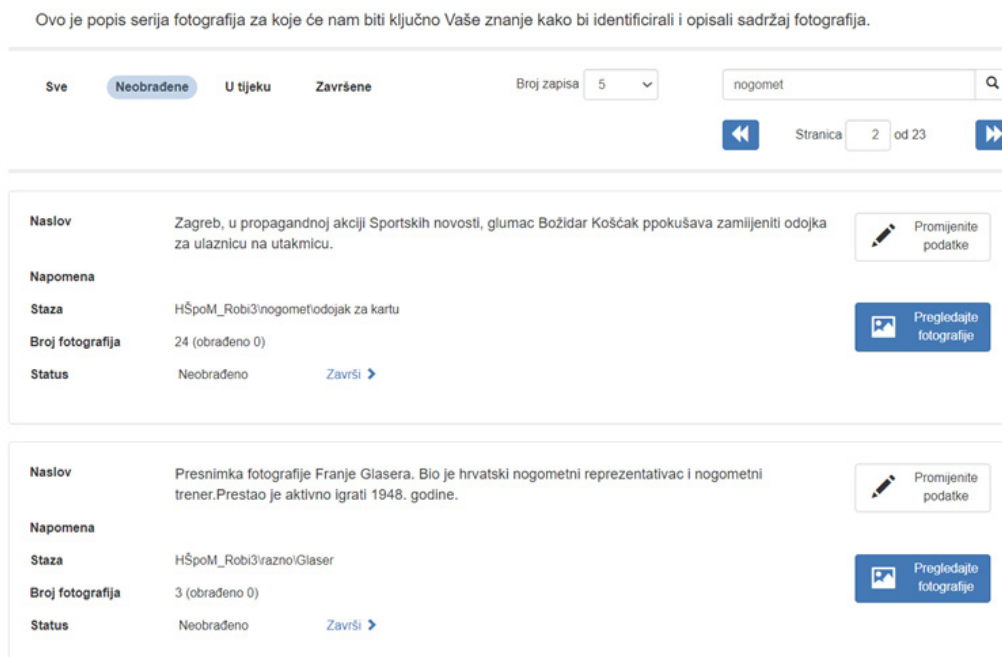 Ovo je popis serija fotografija za koje će nam biti ključno Vaše znanje kako bi identificirali i opisali sadržaj fotografija.
Sve Neobrađene U tijeku Završene Broj zapisa 5 nogomet
Stranica 2 od 23
Naslov Zagreb, u propagandnoj akciji Sportskih novosti, glumac Božidar Košćak ppokušava zamiijeniti odojka
za ulaznicu na utakmicu.
Promijenite
podatke
Napomena
Staza HŠpoM_Robi3\nogomet\odojak za kartu
Pregledajte
fotografije
Broj fotografija 24 (obrađeno 0)
Status Neobrađeno Završi
Naslov Presnimka fotografije Franje Glasera. Bio je hrvatski nogometni reprezentativac i nogometni
trener.Prestao je aktivno igrati 1948. godine.
Promijenite
podatke
Napomena
Staza HŠpoM_Robi3\razno\Glaser
Pregledajte
fotografije
Broj fotografija 3 (obrađeno 0)
Status Neobrađeno Završi